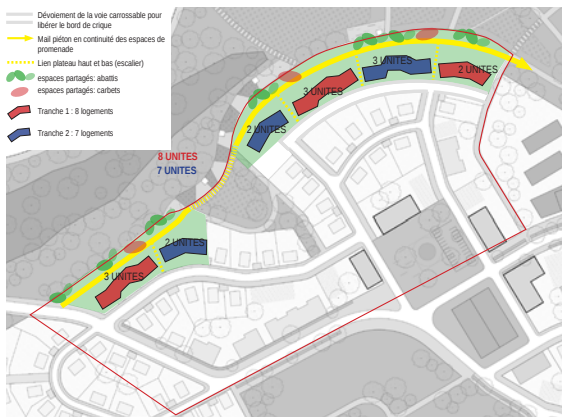 Dévoiement de la voie carrossable pour
libérer le bord de crique
Mail piéton en continuité des espaces de
promenade
Lien plateau haut et bas (escalier)
espaces partagés: abattis
espaces partagés: carbets
Tranche 1 : 8 logements
Tranche 2 : 7 logements
3 UNITES
2 UNITES
3 UNITES
2 UNITES
8 UNITES
7 UNITES
2 UNITES
3 UNITES